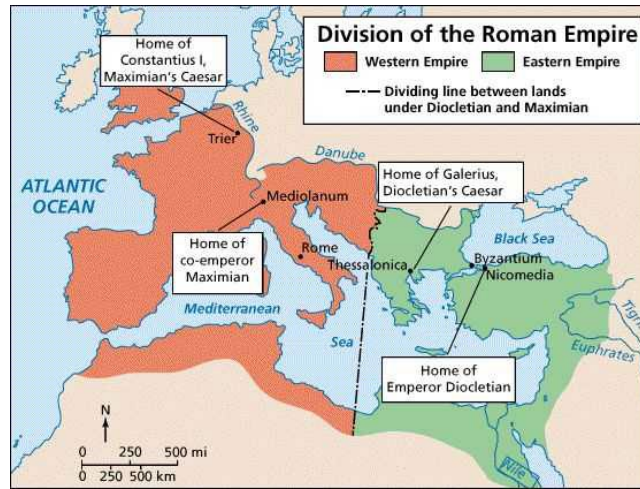 Division of the Roman Empire
Western Empire
Eastern Empire
Dividing line between lands
under Diocletian and Maximian
Home of
Constantius I,
Maximian's Caesar
Rhine
Trier
Danube
Home of Galerius,
Diocletian's Caesar
ATLANTIC
OCEAN
Mediolanum
Black Sea
Home of
co-emperor
Maximian
Rome
Thessalonica
Byzantium
Nicomedia
Mediterranean
Sea
Tigr
Euphrates
Home of
Emperor Diocletian
N
0 250 500 mi
0 250 500 km
Nile